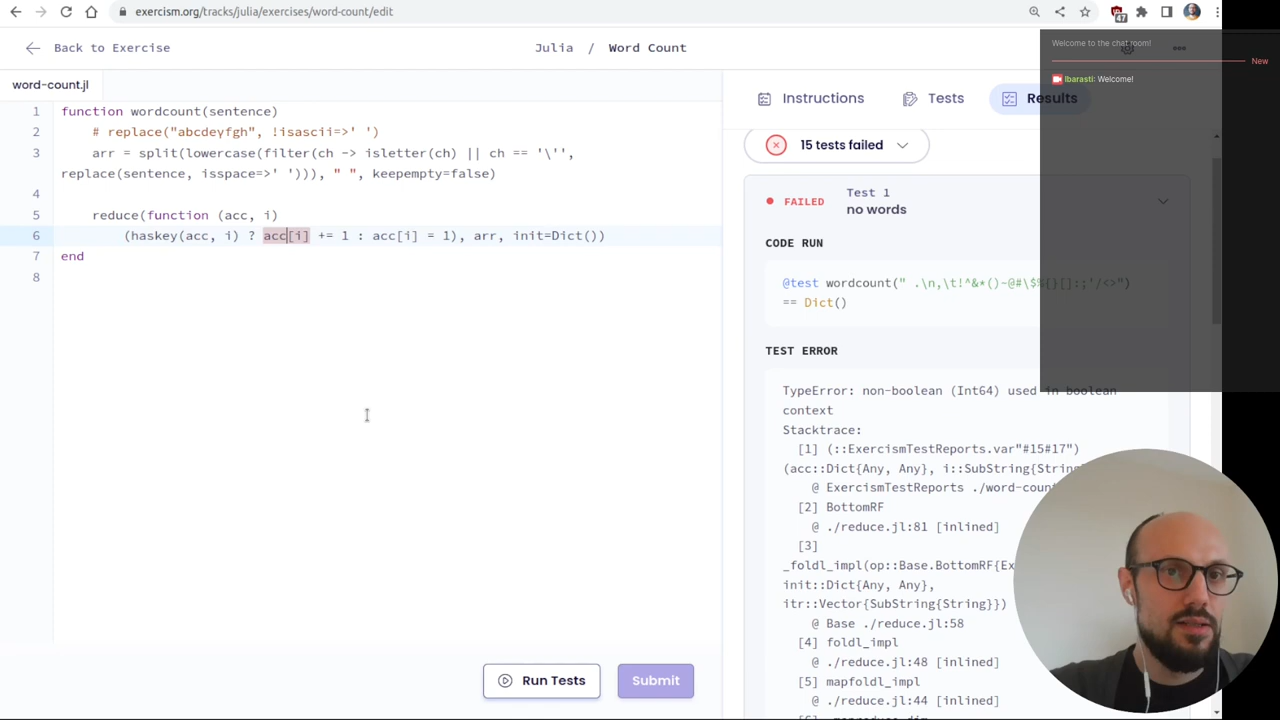 exercism.org/tracks/julia/exercises/word-count/edit
47
Back to Exercise
Julia / Word Count
Welcome to the chat room!
New
lbarasti: Welcome!
word-count.jl
Instructions
Tests
Results
1 function wordcount(sentence)
2 # replace("abcdeyfgh", !isascii=>' ')
3 arr = split(lowercase(filter(ch -> isletter(ch) || ch == '\'',
replace(sentence, isspace=>' '))), " ", keepempty=false)
4
5 reduce(function (acc, i)
6 (haskey(acc, i) ? acc[i] += 1 : acc[i] = 1), arr, init=Dict())
7 end
8
15 tests failed
FAILED
Test 1
no words
CODE RUN
@test wordcount(" .\n,\t!^&*()-@#\$%{}[]:;'/<>")
== Dict()
TEST ERROR
TypeError: non-boolean (Int64) used in boolean
context
Stacktrace:
[1] (::ExercismTestReports.var"#15#17")
(acc::Dict{Any, Any}, i::SubString{String
@ ExercismTestReports ./word-count
[2] BottomRF
@ ./reduce.jl:81 [inlined]
[3]
_foldl_impl(op::Base.BottomRF{Ex
init::Dict{Any, Any},
itr::Vector{SubString{String}})
@ Base ./reduce.jl:58
[4] foldl_impl
@ ./reduce.jl:48 [inlined]
[5] mapfoldl_impl
@ ./reduce.jl:44 [inlined]
Run Tests
Submit